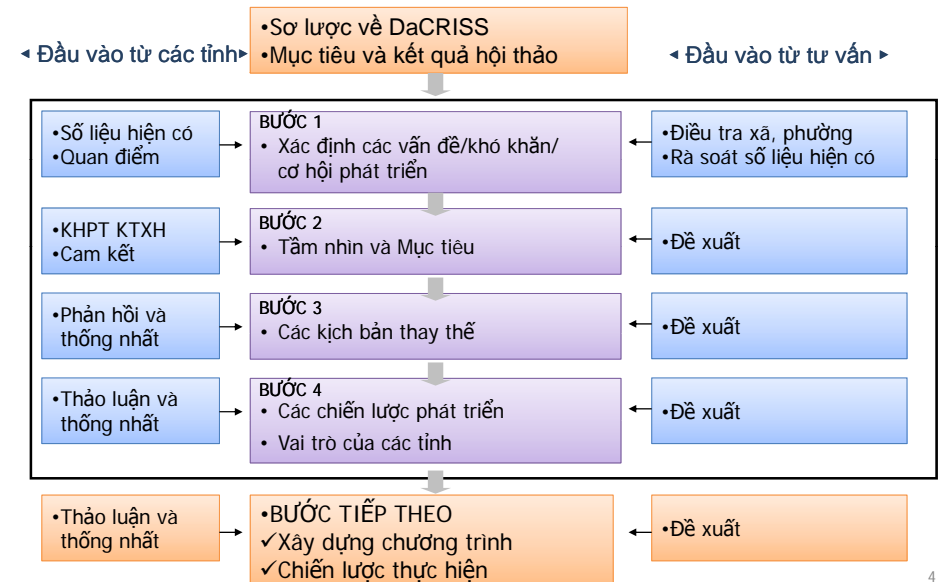 •Sơ lược về DaCRISS
•Mục tiêu và kết quả hội thảo
◄ Đầu vào từ các tỉnh►
◄ Đầu vào từ tư vấn ►
•Số liệu hiện có
•Quan điểm
BƯỚC 1
• Xác định các vấn đề/khó khăn/
cơ hội phát triển
•Điều tra xã, phường
•Rà soát số liệu hiện có
•KHPT KTXH
•Cam kết
BƯỚC 2
• Tầm nhìn và Mục tiêu
•Đề xuất
•Phản hồi và
thống nhất
BƯỚC 3
• Các kịch bản thay thế
•Đề xuất
•Thảo luận và
thống nhất
BƯỚC 4
• Các chiến lược phát triển
• Vai trò của các tỉnh
•Đề xuất
•Thảo luận và
thống nhất
•BƯỚC TIẾP THEO
✓Xây dựng chương trình
✓Chiến lược thực hiện
•Đề xuất
4